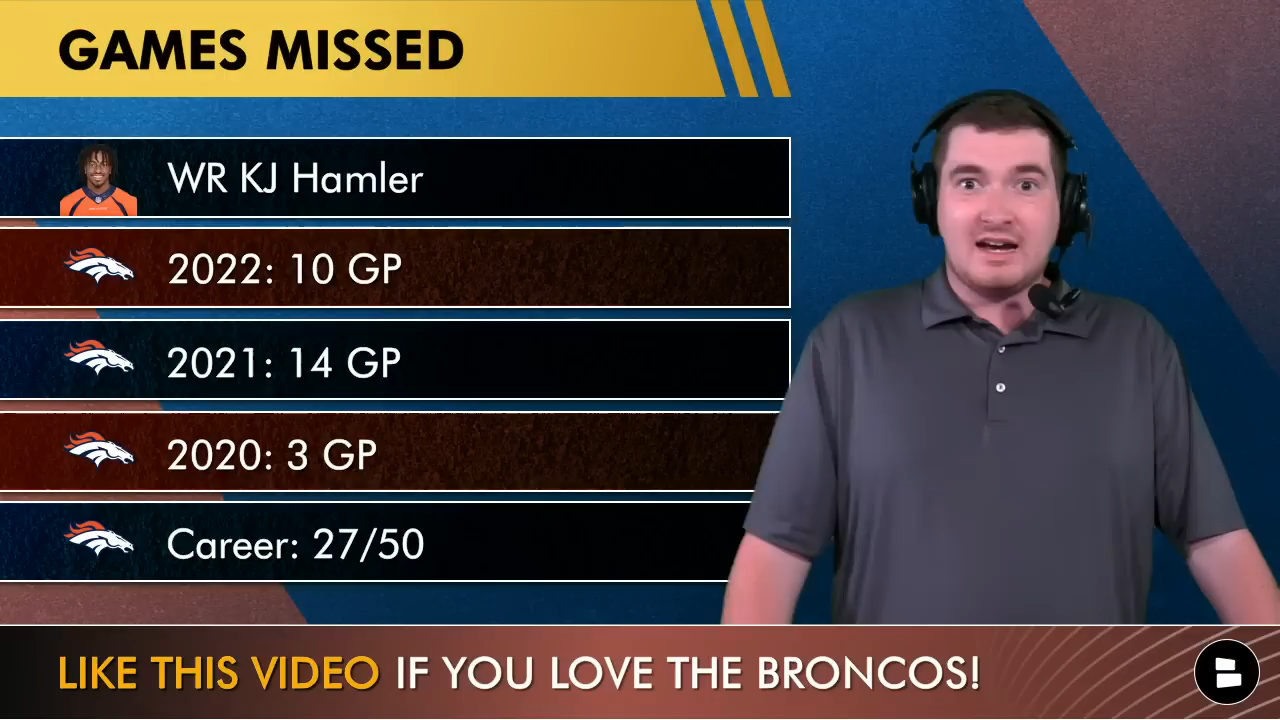 GAMES MISSED
WR KJ Hamler
2022: 10 GP
2021: 14 GP
2020: 3 GP
Career: 27/50
LIKE THIS VIDEO IF YOU LOVE THE BRONCOS!